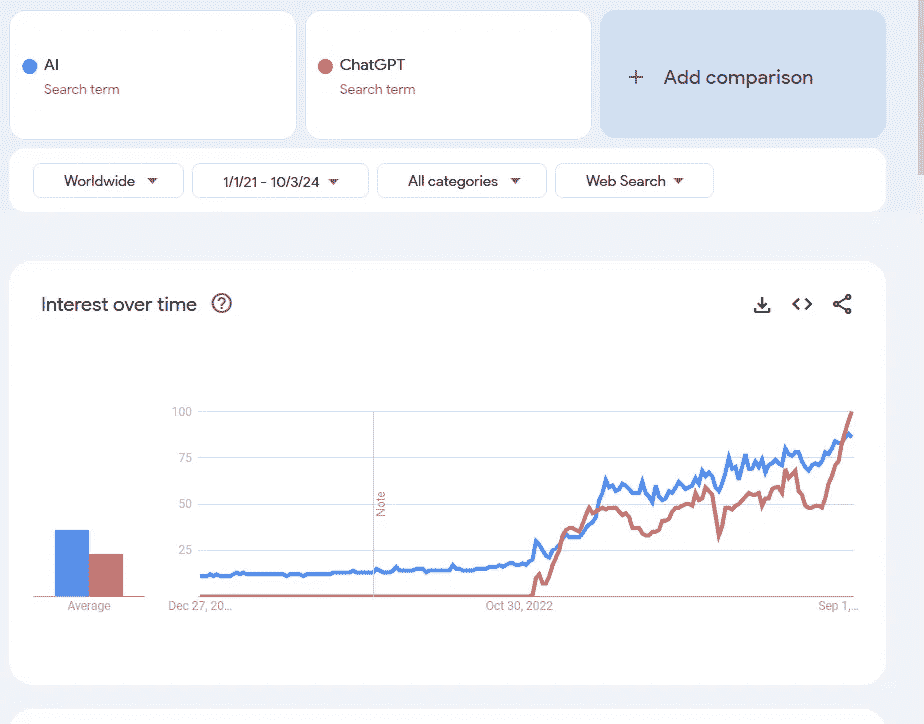 AI
Search term
ChatGPT
Search term
+ Add comparison
Worldwide
1/1/21 - 10/3/24
All categories
Web Search
Interest over time
100
75
50
25
Note
Average
Dec 27, 20...
Oct 30, 2022
Sep 1,...